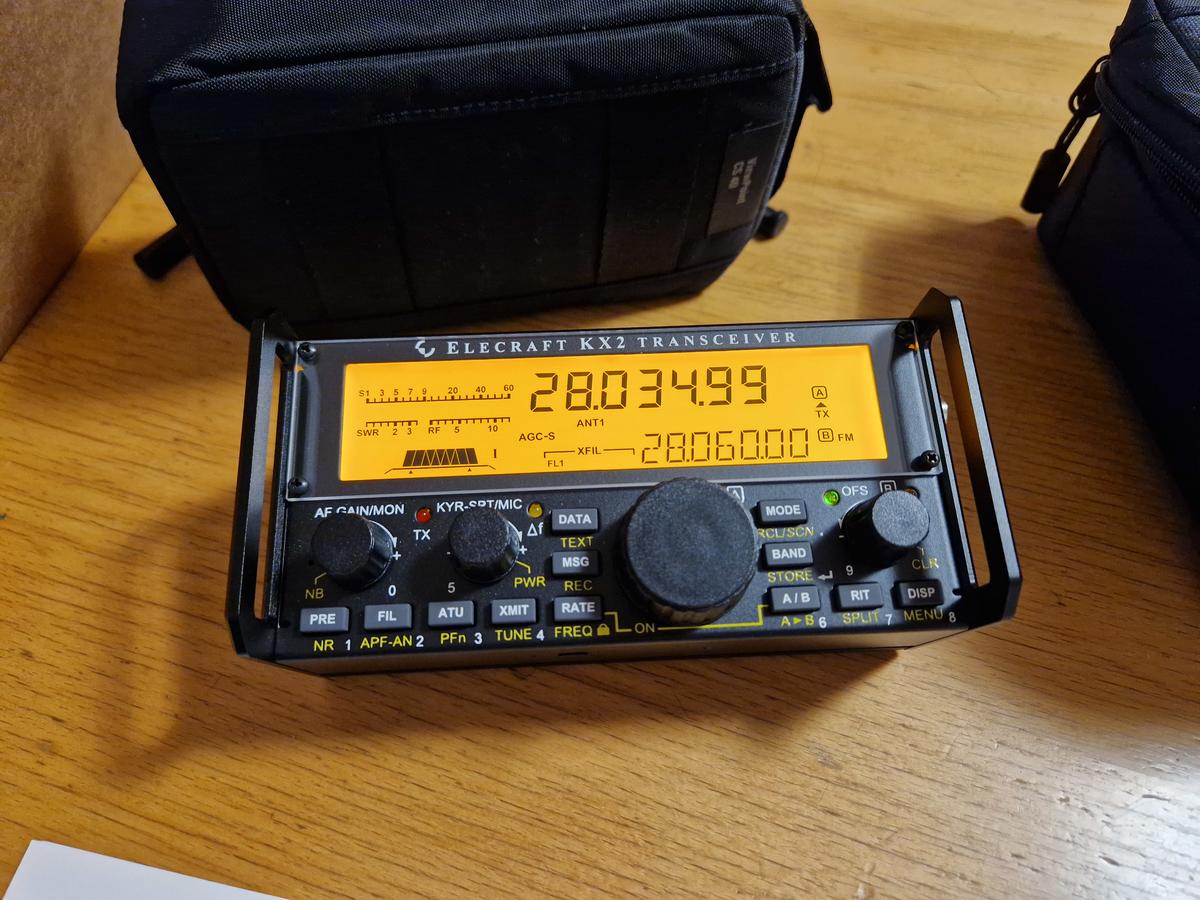 ViewPoint
CS 40
ELECRAFT KX2 TRANSCEIVER
S1 3 5 7 9 20 40 60
28.034.99
A
TX
SWR 2 3 RF 5 10
ANT1
AGC-S
28.060.00
B FM
XFIL
FL1
I
AF GAIN/MON
TX
KYR-SPT/MIC
Δf
A
OFS
B
DATA
TEXT
MODE
RCL/SCN
- +
MSG
REC
BAND
STORE
9
CLR
NB
0
5
PWR
PRE
FIL
ATU
XMIT
RATE
A / B
RIT
DISP
NR 1 APF-AN 2 PFn 3 TUNE 4 FREQ ON A►B 6 SPLIT 7 MENU 8